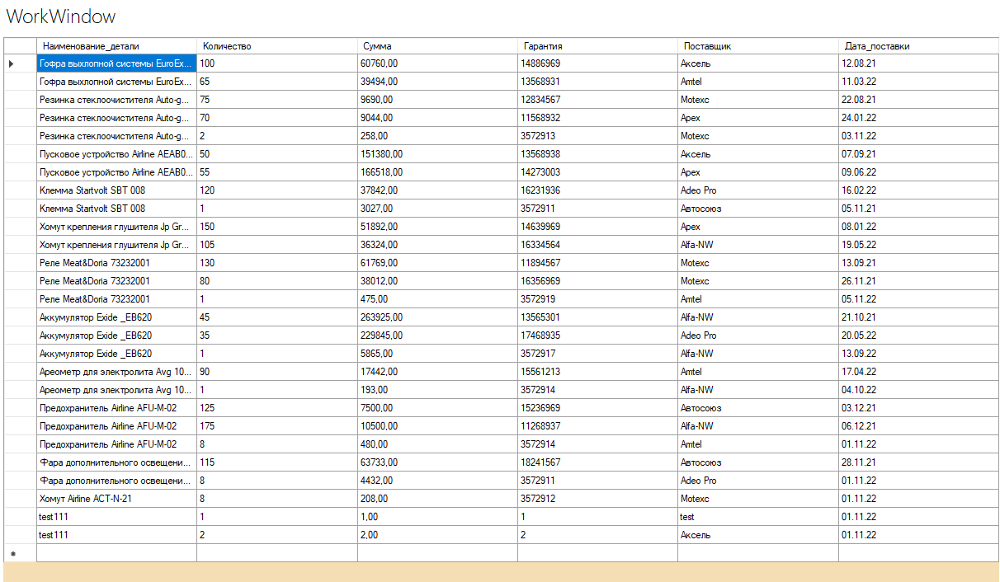 WorkWindow
Наименование_детали Количество Сумма Гарантия Поставщик Дата_поставки
Гофра выхлопной системы EuroEx... 100 60760,00 14886969 Аксель 12.08.21
Гофра выхлопной системы EuroEx... 65 39494,00 13568931 Amtel 11.03.22
Резинка стеклоочистителя Auto-g... 75 9690,00 12834567 Мотехс 22.08.21
Резинка стеклоочистителя Auto-g... 70 9044,00 11568932 Apex 24.01.22
Резинка стеклоочистителя Auto-g... 2 258,00 3572913 Мотехс 03.11.22
Пусковое устройство Airline AEAB0... 50 151380,00 13568938 Аксель 07.09.21
Пусковое устройство Airline AEAB0... 55 166518,00 14273003 Apex 09.06.22
Клемма Startvolt SBT 008 120 37842,00 16231936 Adeo Pro 16.02.22
Клемма Startvolt SBT 008 1 3027,00 3572911 Автосоюз 05.11.21
Хомут крепления глушителя Jp Gr... 150 51892,00 14639969 Apex 08.01.22
Хомут крепления глушителя Jp Gr... 105 36324,00 16334564 Alfa-NW 19.05.22
Реле Meat&Doria 73232001 130 61769,00 11894567 Мотехс 13.09.21
Реле Meat&Doria 73232001 80 38012,00 16356969 Мотехс 26.11.21
Реле Meat&Doria 73232001 1 475,00 3572919 Amtel 05.11.22
Аккумулятор Exide _EB620 45 263925,00 13565301 Alfa-NW 21.10.21
Аккумулятор Exide _EB620 35 229845,00 17468935 Adeo Pro 20.05.22
Аккумулятор Exide _EB620 1 5865,00 3572917 Alfa-NW 13.09.22
Ареометр для электролита Avg 10... 90 17442,00 15561213 Amtel 17.04.22
Ареометр для электролита Avg 10... 1 193,00 3572914 Alfa-NW 04.10.22
Предохранитель Airline AFU-M-02 125 7500,00 15236969 Автосоюз 03.12.21
Предохранитель Airline AFU-M-02 175 10500,00 11268937 Alfa-NW 06.12.21
Предохранитель Airline AFU-M-02 8 480,00 3572914 Amtel 01.11.22
Фара дополнительного освещени... 115 63733,00 18241567 Автосоюз 28.11.21
Фара дополнительного освещени... 8 4432,00 3572911 Adeo Pro 01.11.22
Хомут Airline ACT-N-21 8 208,00 3572912 Мотехс 01.11.22
test111 1 1,00 1 test 01.11.22
test111 2 2,00 2 Аксель 01.11.22